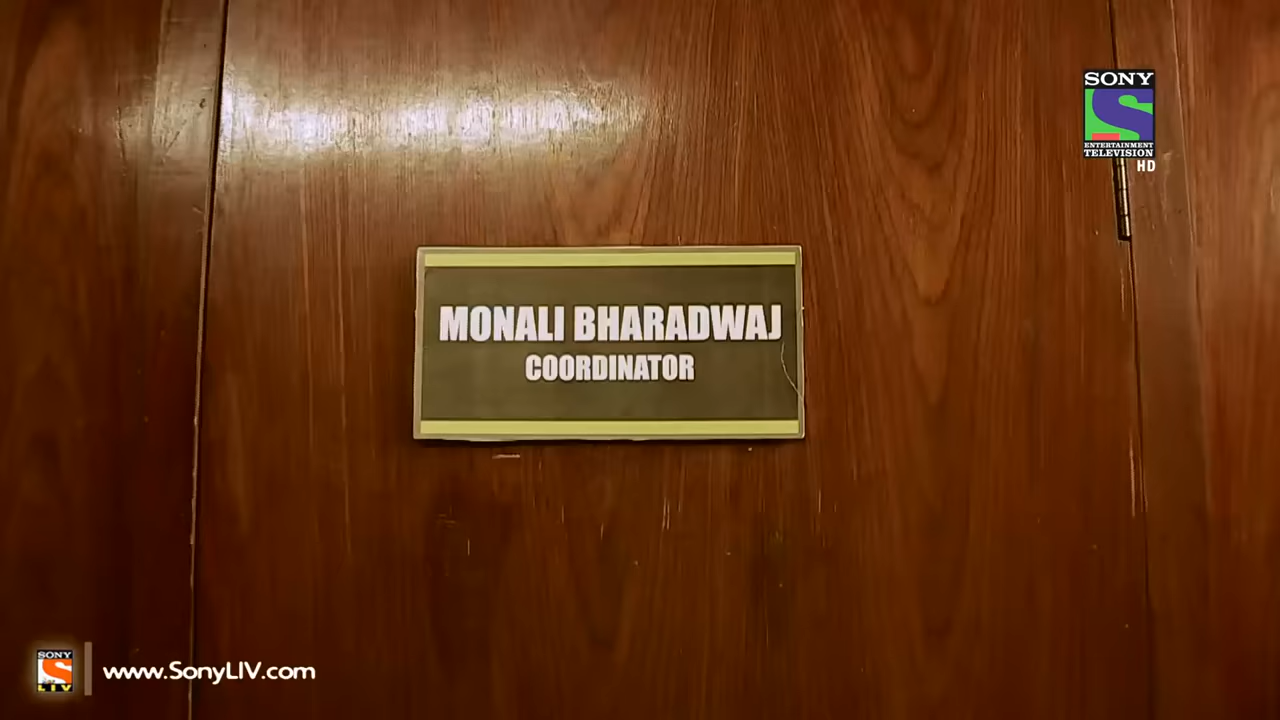 SONY
ENTERTAINMENT
TELEVISION
HD
MONALI BHARADWAJ
COORDINATOR
SONY
LIV
www.SonyLIV.com